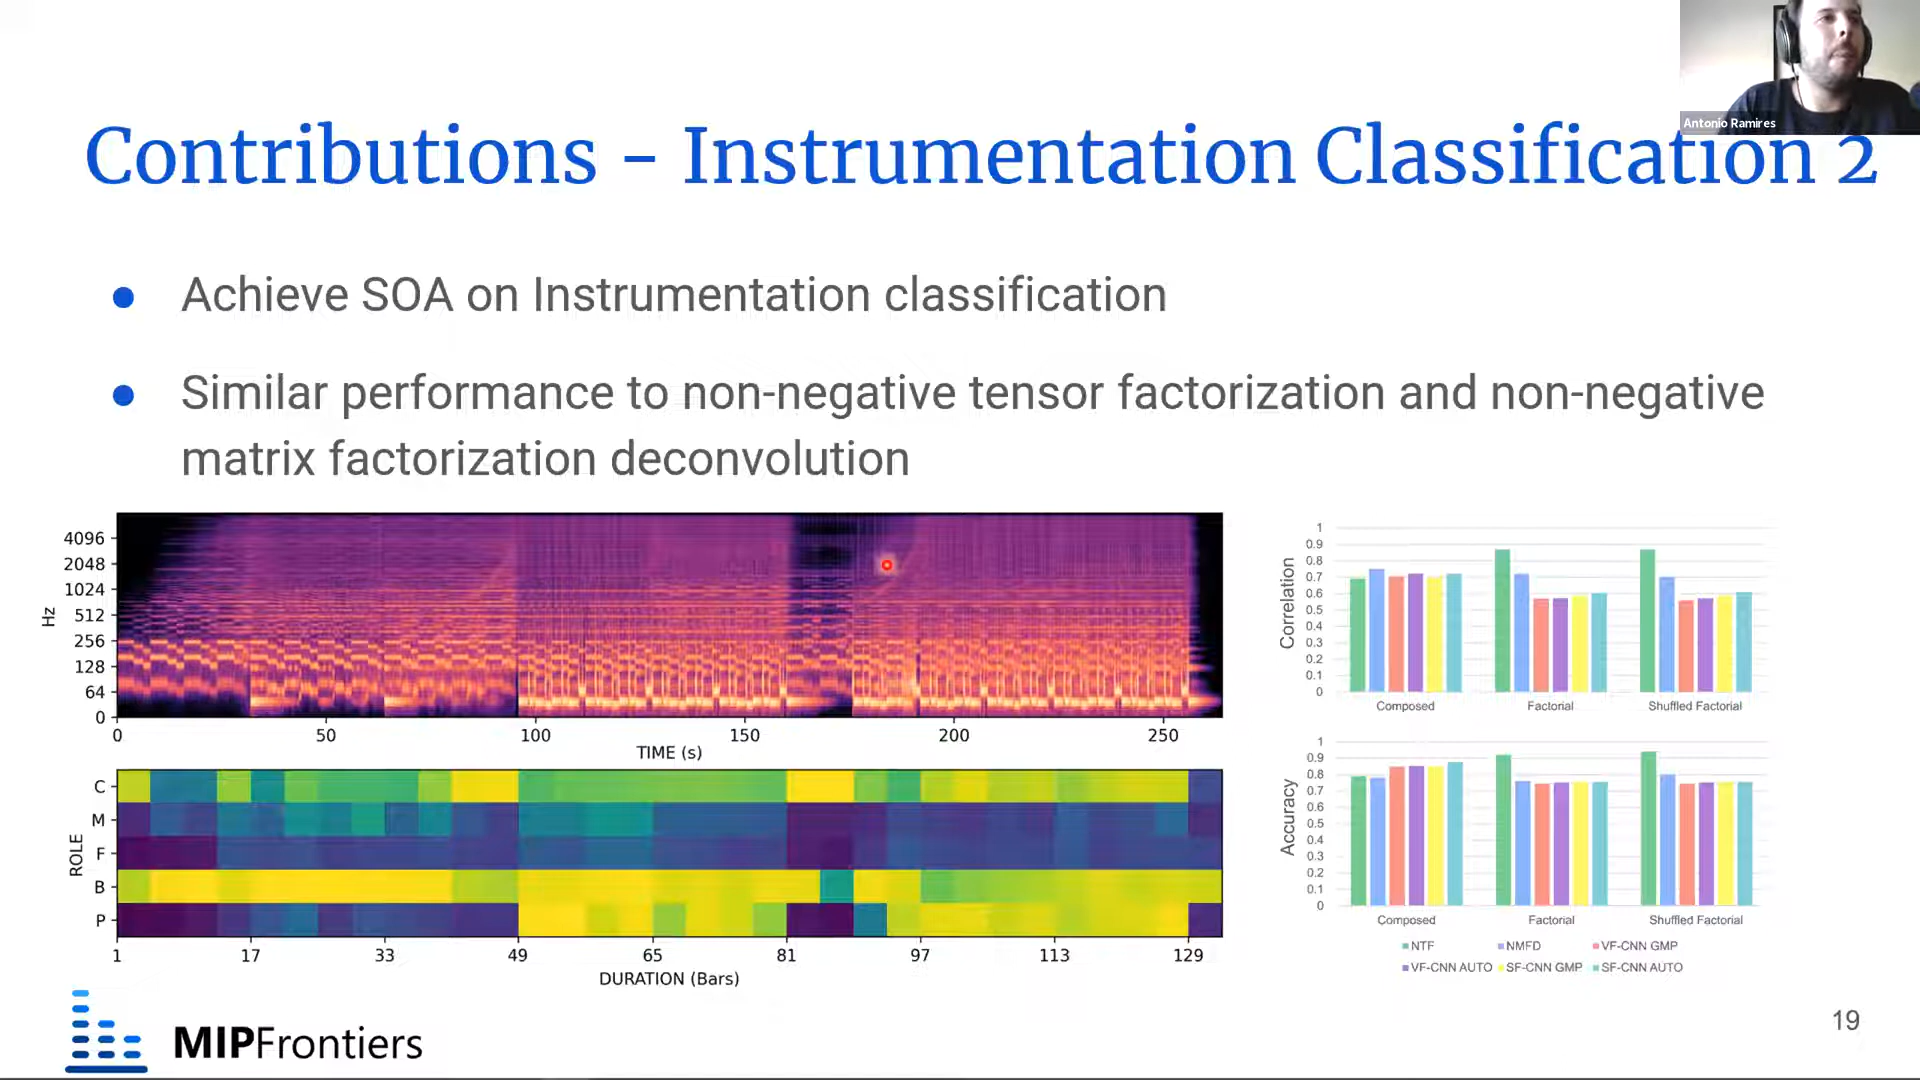 Antonio Ramires
Contributions - Instrumentation Classification 2
Achieve SOA on Instrumentation classification
Similar performance to non-negative tensor factorization and non-negative
matrix factorization deconvolution
Hz
4096
2048
1024
512
256
128
64
0
0 50 100 150 200 250
TIME (s)
ROLE
C
M
F
B
P
1 17 33 49 65 81 97 113 129
DURATION (Bars)
Correlation
1
0.9
0.8
0.7
0.6
0.5
0.4
0.3
0.2
0.1
0
Composed Factorial Shuffled Factorial
Accuracy
1
0.9
0.8
0.7
0.6
0.5
0.4
0.3
0.2
0.1
0
Composed Factorial Shuffled Factorial
NTF NMFD VF-CNN GMP
VF-CNN AUTO SF-CNN GMP SF-CNN AUTO
MIPFrontiers
19